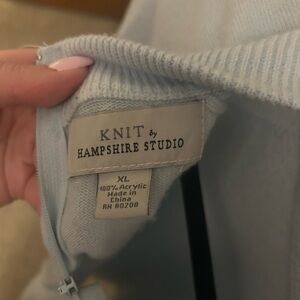 KNIT by
HAMPSHIRE STUDIO
XL
100% Acrylic
Made in
China
RN 80208